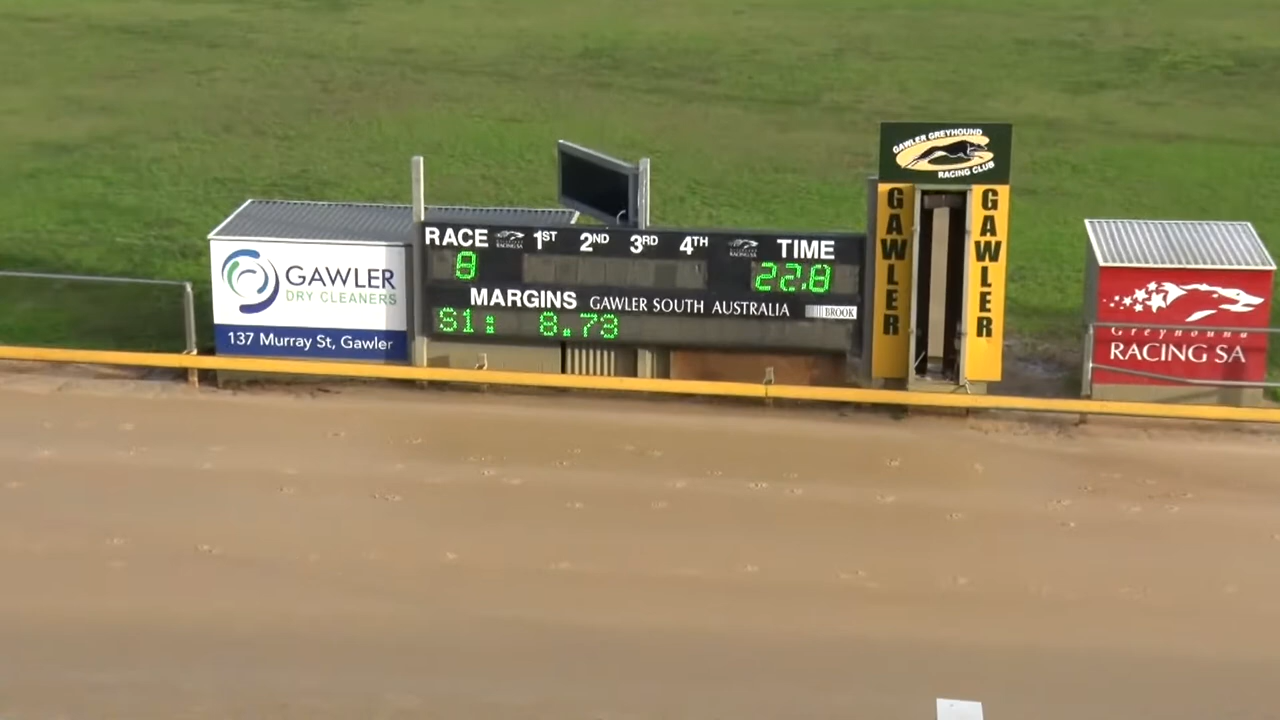 GAWLER GREYHOUND
RACING CLUB
GAWLER
GAWLER
RACE
1ST
2ND
3RD
4TH
TIME
8
22.8
MARGINS
GAWLER SOUTH AUSTRALIA
BROOK
S1: 8.73
GAWLER
DRY CLEANERS
137 Murray St, Gawler
Greyhound
RACING SA